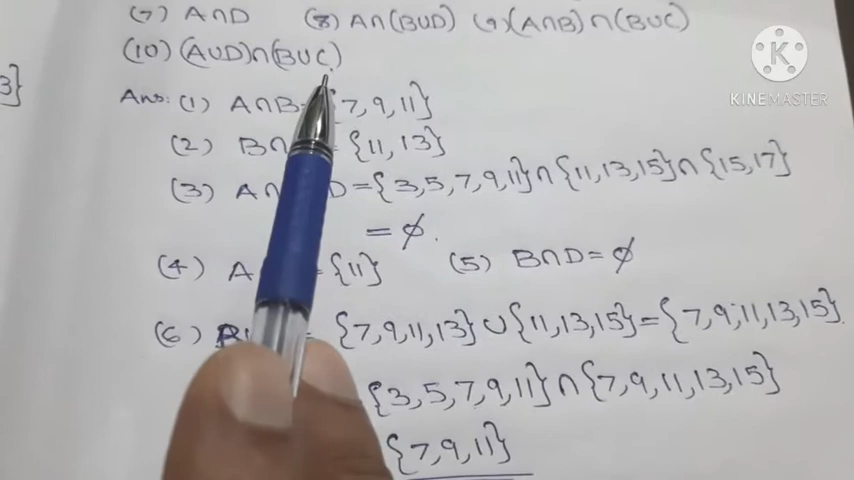 (7) A∩D (8) A∩(B∪D) (9)(A∩B)∩(B∪C)
(10) (A∪D)∩(B∪C)
3}
Ans: (1) A∩B={7,9,11}
(2) B∩ = {11,13}
(3) A∩ D = {3,5,7,9,11}∩{11,13,15}∩{15,17}
= ∅.
(4) A = {11} (5) B∩D = ∅
(6) B∪ = {7,9,11,13}∪{11,13,15}={7,9,11,13,15}.
{3,5,7,9,11}∩{7,9,11,13,15}
{7,9,11}
K
KINEMASTER